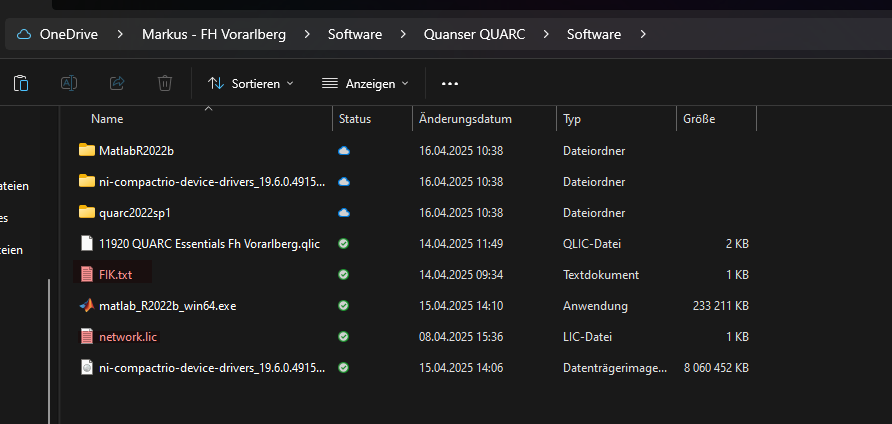 OneDrive > Markus - FH Vorarlberg > Software > Quanser QUARC > Software >
Sortieren Anzeigen ...
Name Status Änderungsdatum Typ Größe
MatlabR2022b 16.04.2025 10:38 Dateiordner
ateien
ni-compactrio-device-drivers_19.6.0.4915... 16.04.2025 10:38 Dateiordner
es
quarc2022sp1 16.04.2025 10:38 Dateiordner
eien
11920 QUARC Essentials Fh Vorarlberg.qlic 14.04.2025 11:49 QLIC-Datei 2 KB
FIK.txt 14.04.2025 09:34 Textdokument 1 KB
matlab_R2022b_win64.exe 15.04.2025 14:10 Anwendung 233 211 KB
network.lic 08.04.2025 15:36 LIC-Datei 1 KB
ni-compactrio-device-drivers_19.6.0.4915... 15.04.2025 14:06 Datenträgerimage... 8 060 452 KB